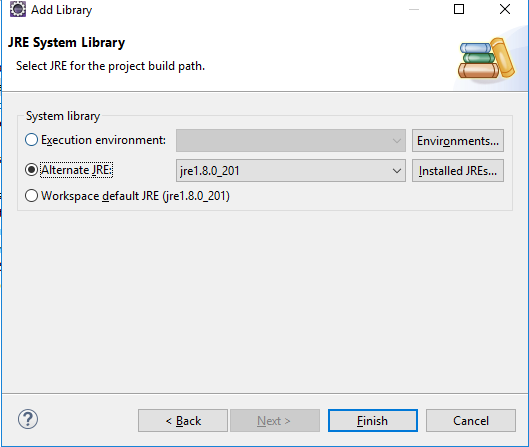 Add Library
JRE System Library
Select JRE for the project build path.
System library
Execution environment:
Environments...
Alternate JRE:
jre1.8.0_201
Installed JREs...
Workspace default JRE (jre1.8.0_201)
?
< Back
Next >
Finish
Cancel